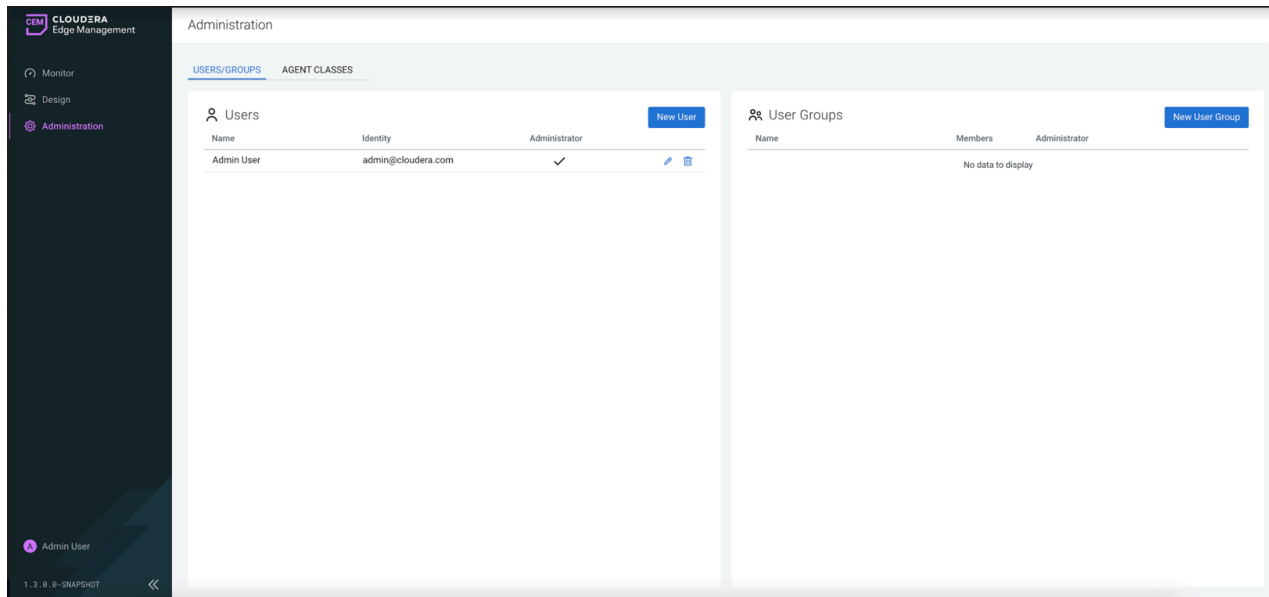 CEM
CLOUDERA
Edge Management
Administration
Monitor
Design
Administration
USERS/GROUPS AGENT CLASSES
Users
New User
Name Identity Administrator
Admin User admin@cloudera.com
User Groups
New User Group
Name Members Administrator
No data to display
A Admin User
1.3.0.0-SNAPSHOT